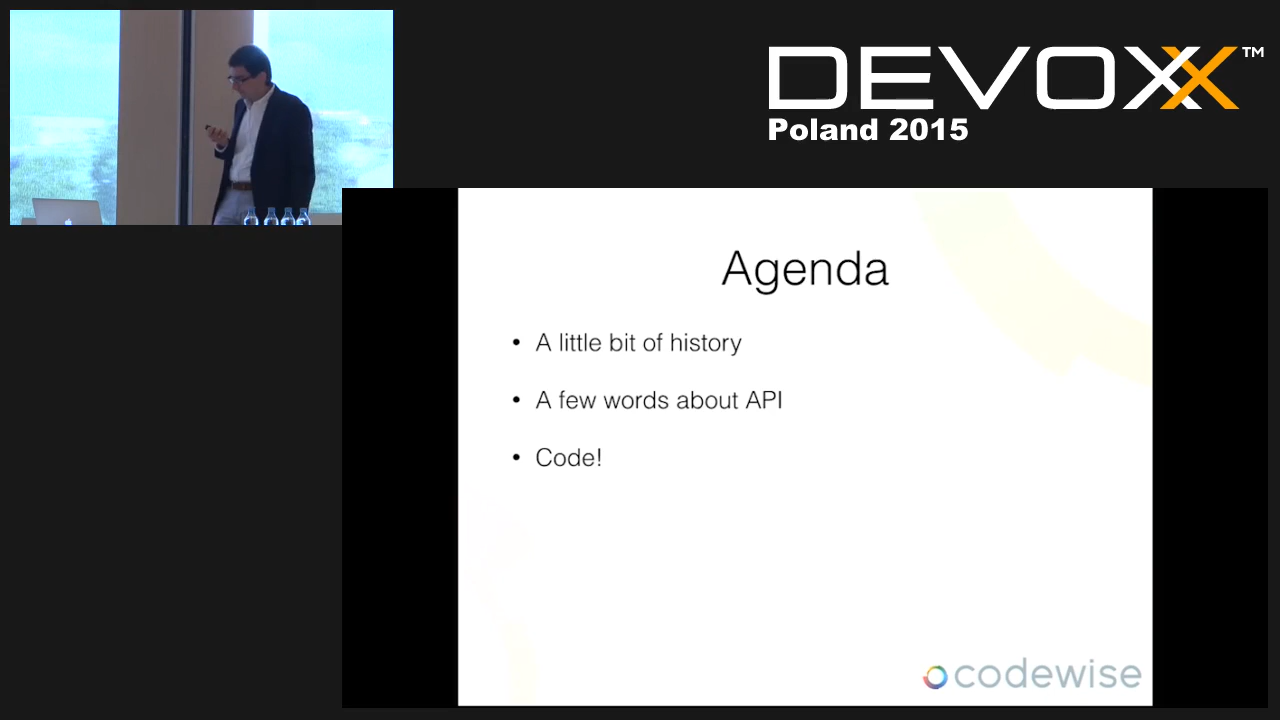 DEVOXX™
Poland 2015
Agenda
• A little bit of history
• A few words about API
• Code!
codewise